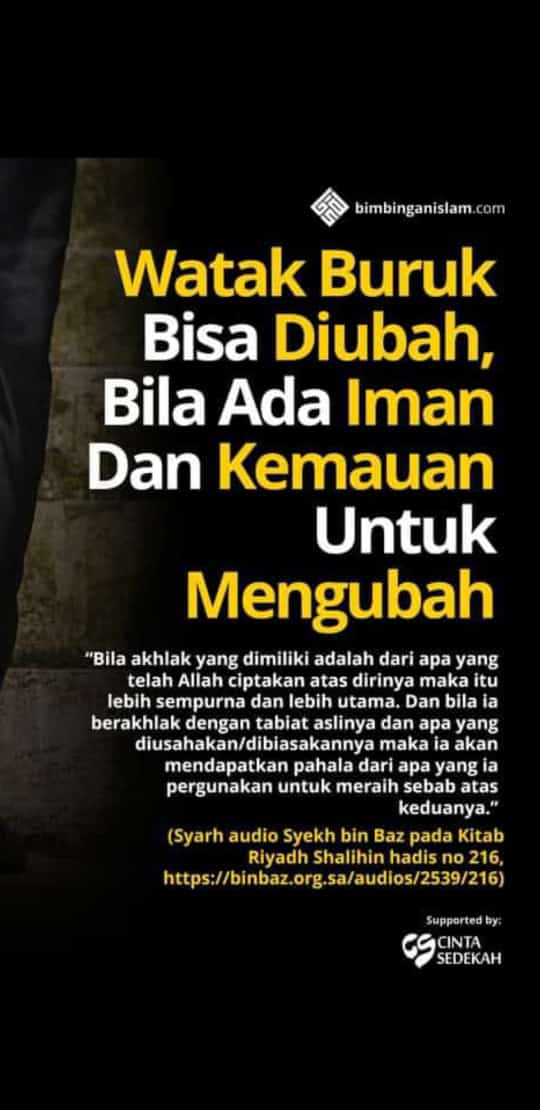 bimbinganislam.com
Watak Buruk
Bisa Diubah,
Bila Ada Iman
Dan Kemauan
Untuk
Mengubah
“Bila akhlak yang dimiliki adalah dari apa yang
telah Allah ciptakan atas dirinya maka itu
lebih sempurna dan lebih utama. Dan bila ia
berakhlak dengan tabiat aslinya dan apa yang
diusahakan/dibiasakannya maka ia akan
mendapatkan pahala dari apa yang ia
pergunakan untuk meraih sebab atas
keduanya.”
(Syarh audio Syekh bin Baz pada Kitab
Riyadh Shalihin hadis no 216,
https://binbaz.org.sa/audios/2539/216)
Supported by:
CINTA
SEDEKAH